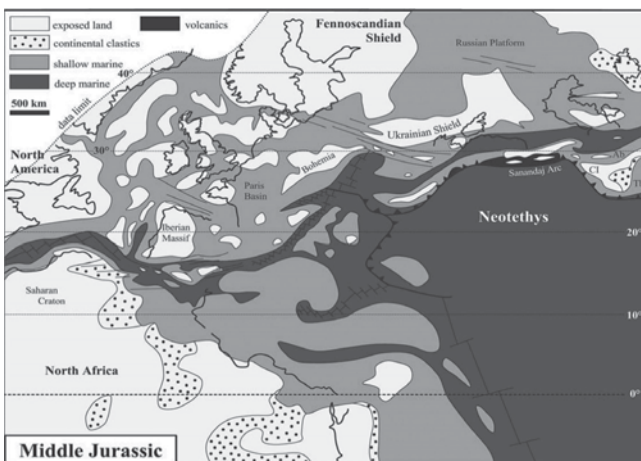 exposed land
volcanics
continental clastics
shallow marine
deep marine
500 km
data limit
Fennoscandian
Shield
Russian Platform
40°
30°
North
America
Ukrainian Shield
Bohemia
Paris
Basin
Iberian
Massif
Sanandaj Arc
CI
Neotethys
20°
Saharan
Craton
10°
North Africa
0°
Middle Jurassic